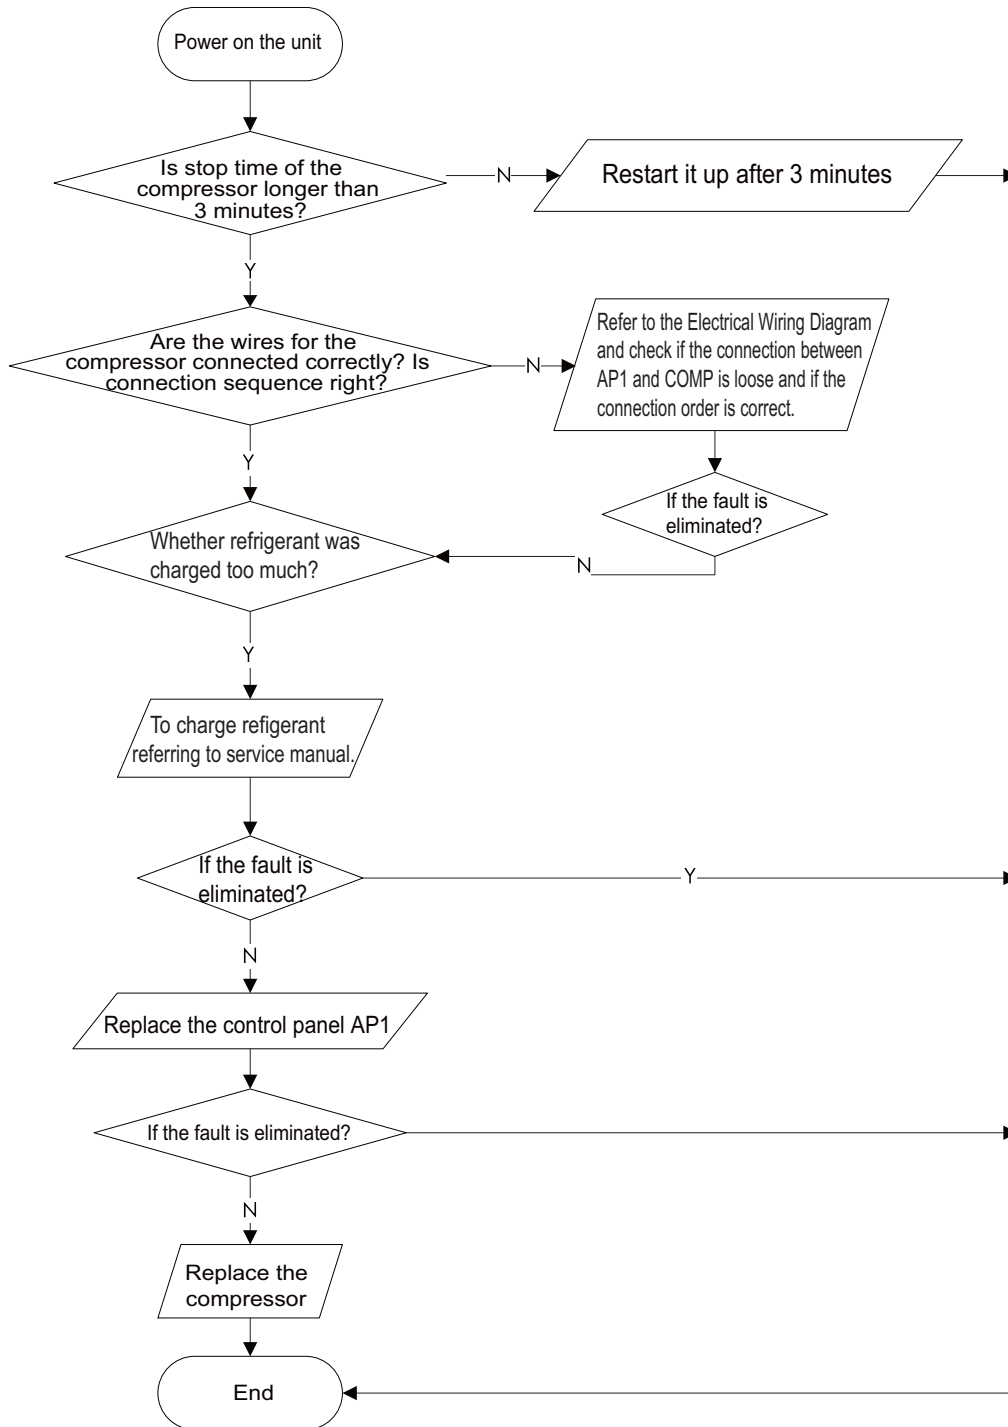 Power on the unit
Is stop time of the
compressor longer than
3 minutes?
N
Restart it up after 3 minutes
Y
Are the wires for the
compressor connected correctly? Is
connection sequence right?
N
Refer to the Electrical Wiring Diagram
and check if the connection between
AP1 and COMP is loose and if the
connection order is correct.
Y
If the fault is
eliminated?
N
Whether refrigerant was
charged too much?
Y
To charge refigerant
referring to service manual.
If the fault is
eliminated?
Y
N
Replace the control panel AP1
If the fault is eliminated?
N
Replace the
compressor
End